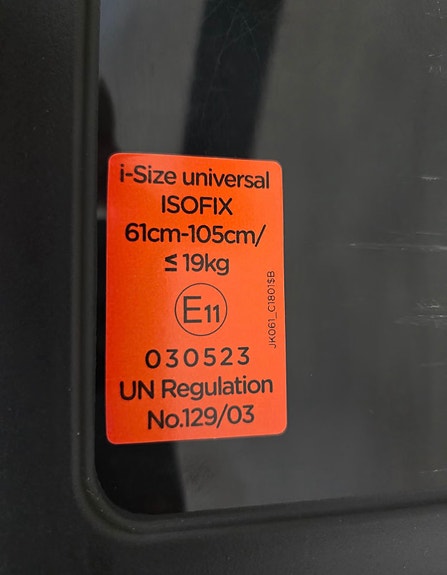 i-Size universal
ISOFIX
61cm-105cm/
≤ 19kg
E11
030523
UN Regulation
No.129/03
JK061_C1801$B